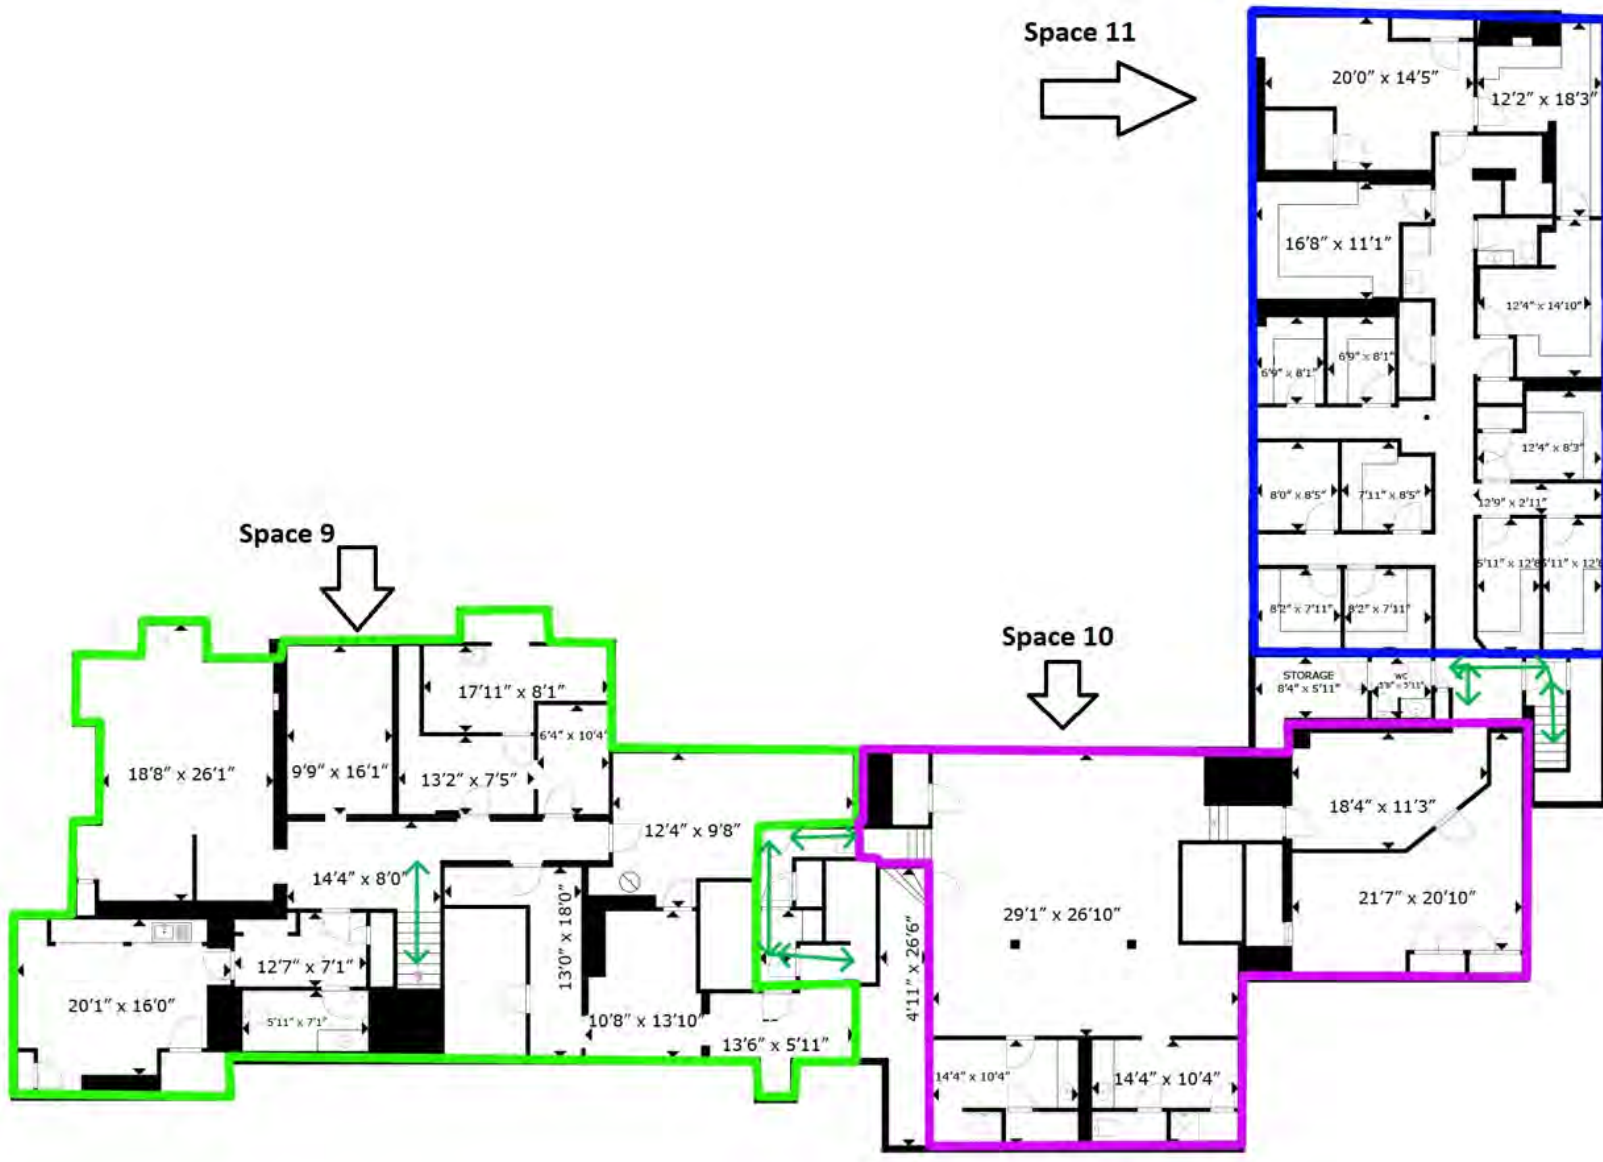 Space 11
20'0" x 14'5"
12'2" x 18'3"
16'8" x 11'1"
12'4" x 14'10"
6'9" x 8'1"
6'9" x 8'1"
12'4" x 8'3"
8'0" x 8'5"
7'11" x 8'5"
12'9" x 2'11"
5'11" x 12'8"
8'2" x 7'11"
8'2" x 7'11"
STORAGE
8'4" x 5'11"
WC
Space 9
Space 10
17'11" x 8'1"
6'4" x 10'4"
18'8" x 26'1"
9'9" x 16'1"
13'2" x 7'5"
12'4" x 9'8"
18'4" x 11'3"
14'4" x 8'0"
13'0" x 18'0"
21'7" x 20'10"
29'1" x 26'10"
4'11" x 26'6"
12'7" x 7'1"
20'1" x 16'0"
5'11" x 7'1"
10'8" x 13'10"
13'6" x 5'11"
14'4" x 10'4"
14'4" x 10'4"